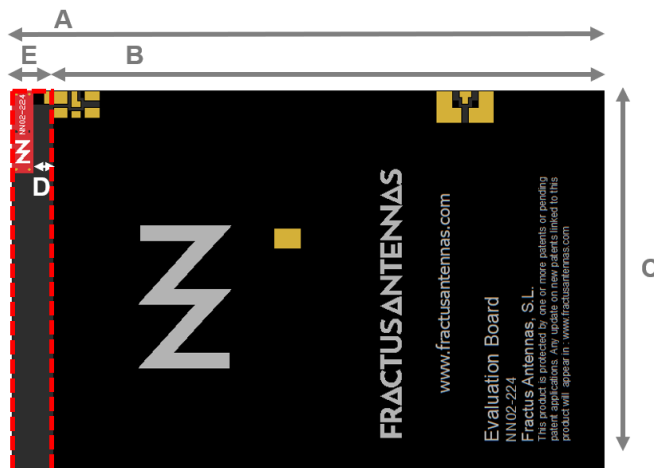 A
E
B
NN02-224
D
C
FRACTUS ANTENNAS
www.fractusantennas.com
Evaluation Board
NN02-224
Fractus Antennas, S.L.
This product is protected by one or more patents or pending
patent applications. Any update on new patents linked to this
product will appear in : www.fractusantennas.com